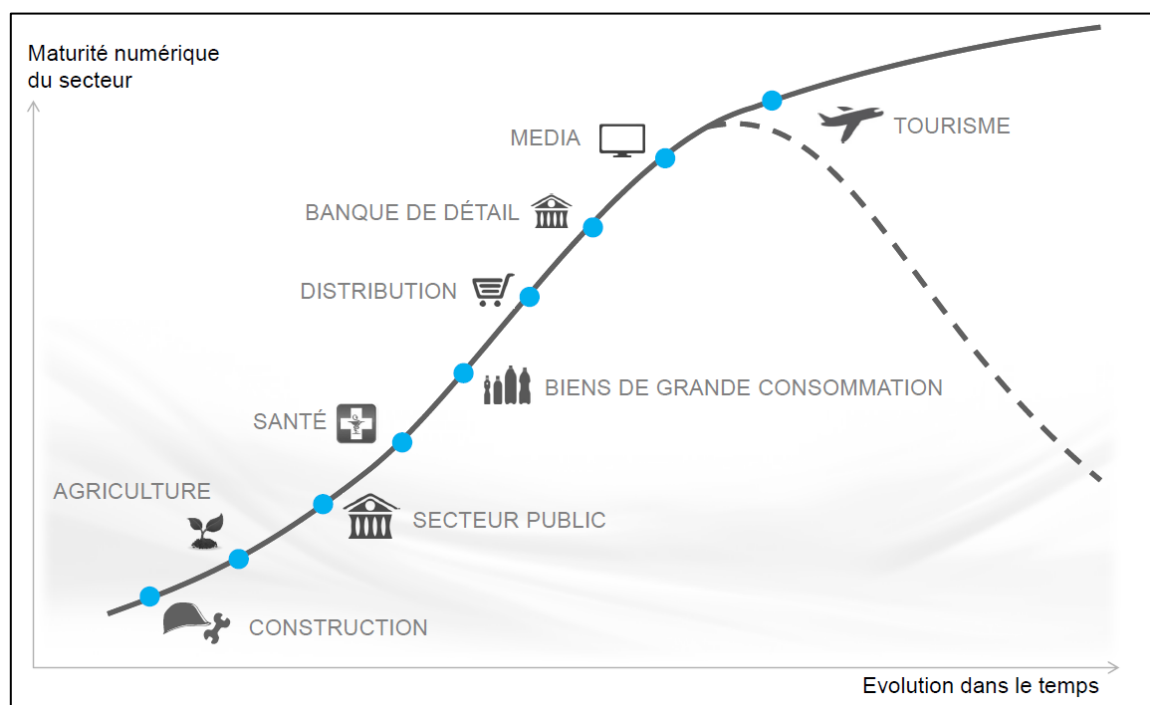 Maturité numérique
du secteur
TOURISME
MEDIA
BANQUE DE DÉTAIL
DISTRIBUTION
BIENS DE GRANDE CONSOMMATION
SANTÉ
AGRICULTURE
SECTEUR PUBLIC
CONSTRUCTION
Evolution dans le temps